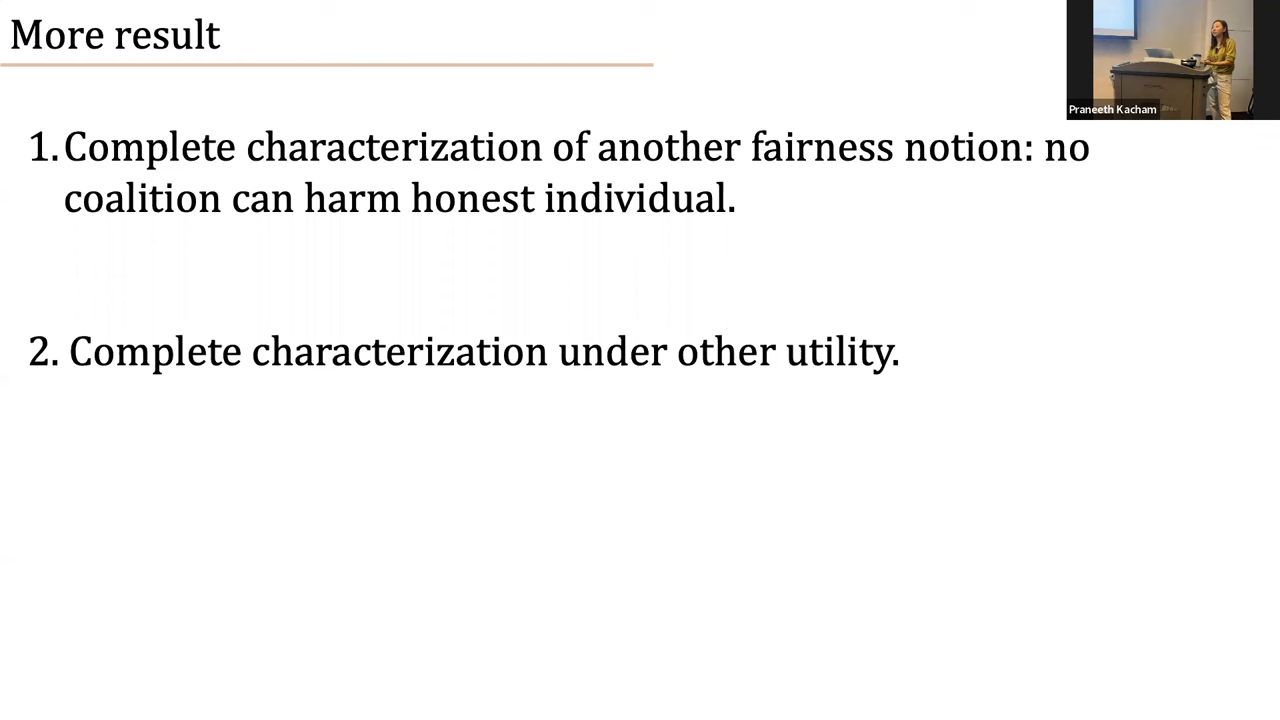 More result
Praneeth Kacham
1. Complete characterization of another fairness notion: no
coalition can harm honest individual.
2. Complete characterization under other utility.